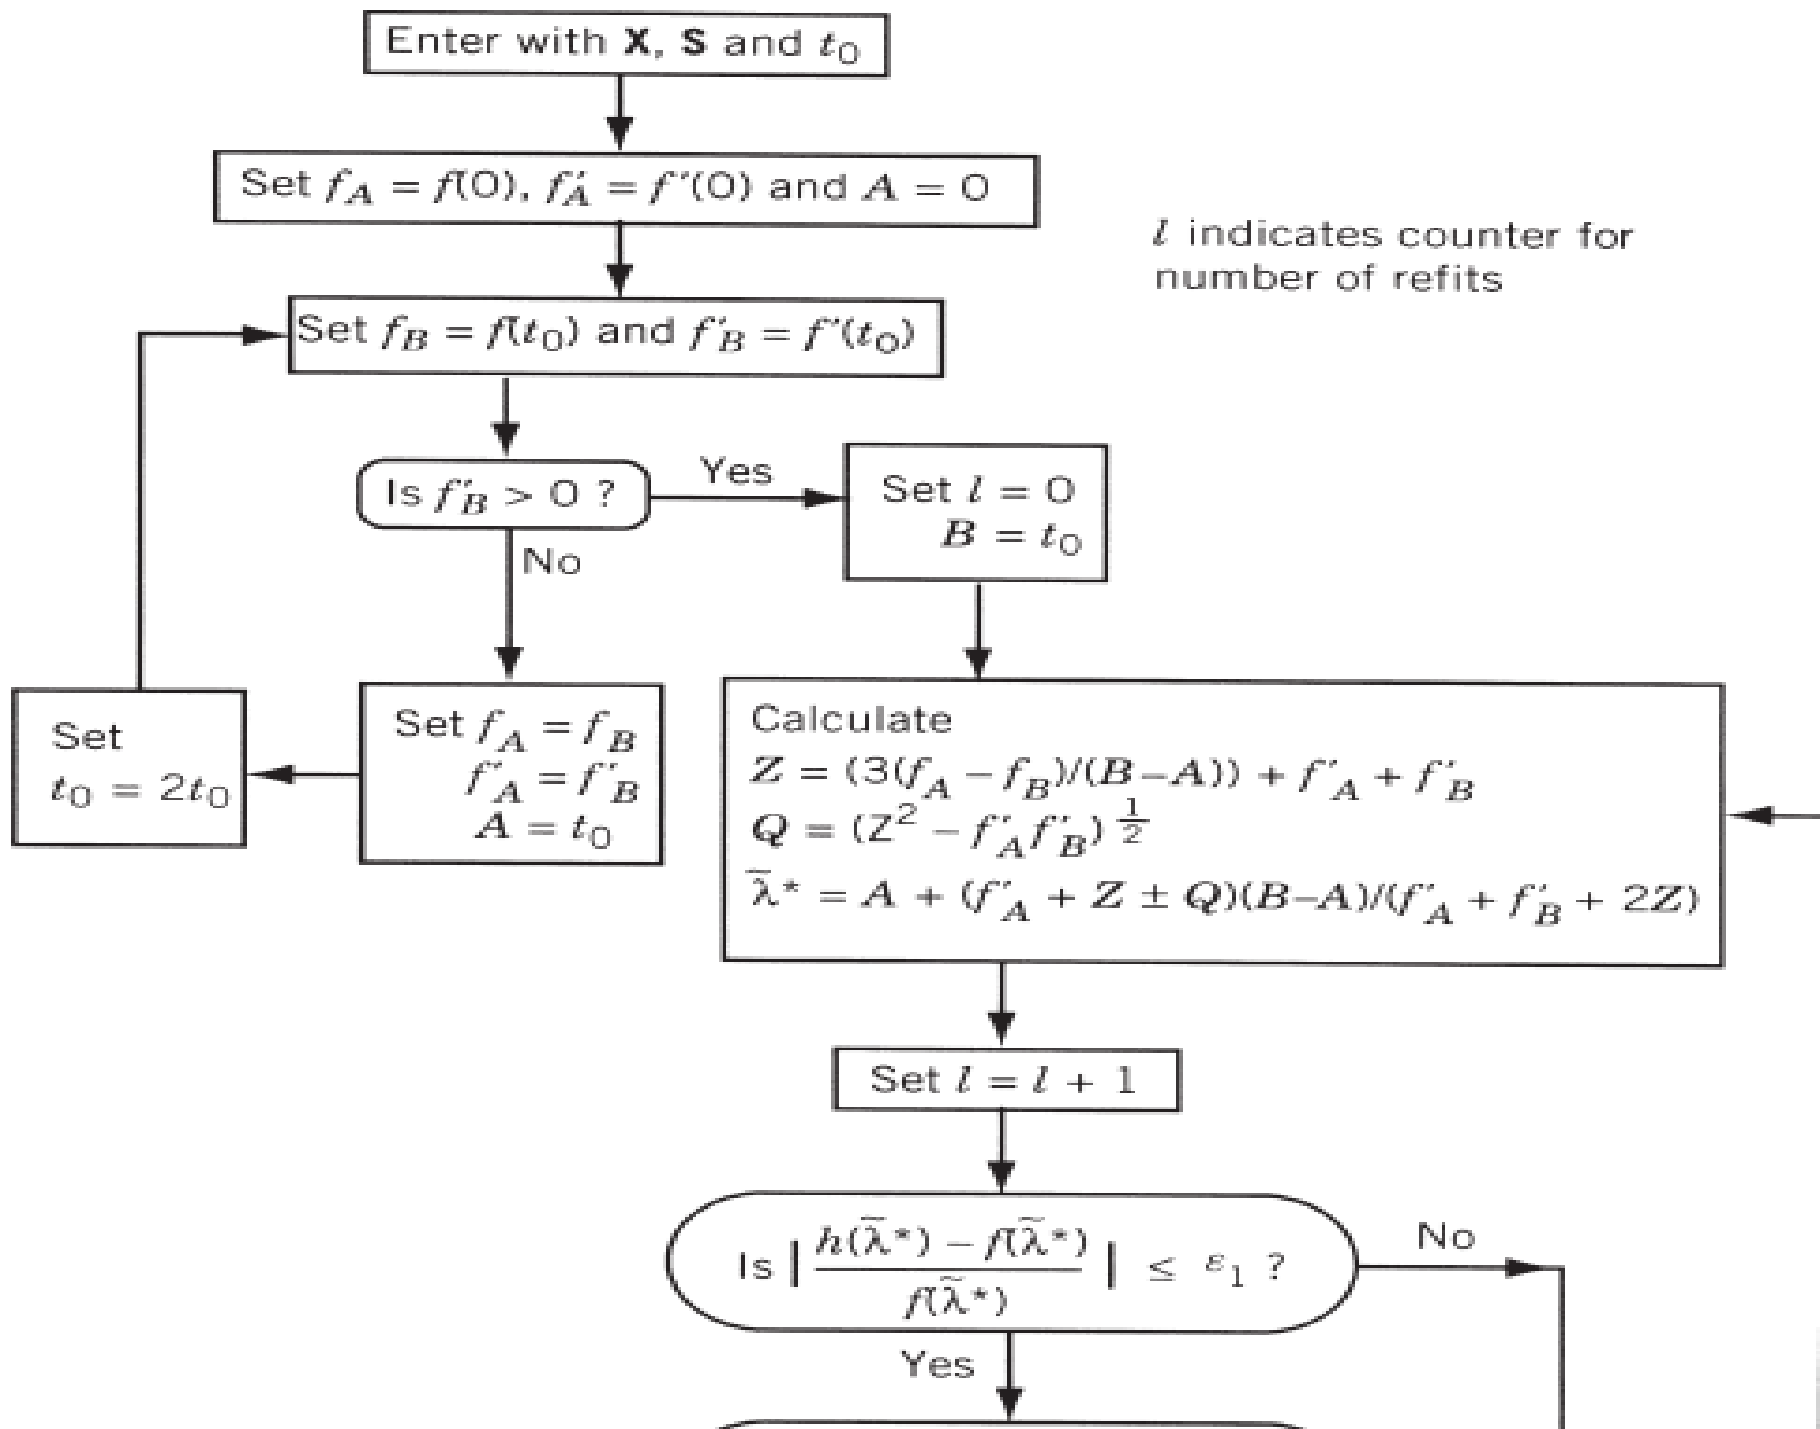 Enter with X, S and t₀
Set f_A = f(0), f′_A = f′(0) and A = 0
l indicates counter for
number of refits
Set f_B = f(t₀) and f′_B = f′(t₀)
Is f′_B > 0 ?
Yes
Set l = 0
B = t₀
No
Set
t₀ = 2t₀
Set f_A = f_B
f′_A = f′_B
A = t₀
Calculate
Z = (3(f_A − f_B)/(B−A)) + f′_A + f′_B
Q = (Z² − f′_A f′_B)^{1/2}
λ̃* = A + (f′_A + Z ± Q)(B−A)/(f′_A + f′_B + 2Z)
Set l = l + 1
Is | (h(λ̃*) − f(λ̃*)) / f(λ̃*) | ≤ ε₁ ?
No
Yes